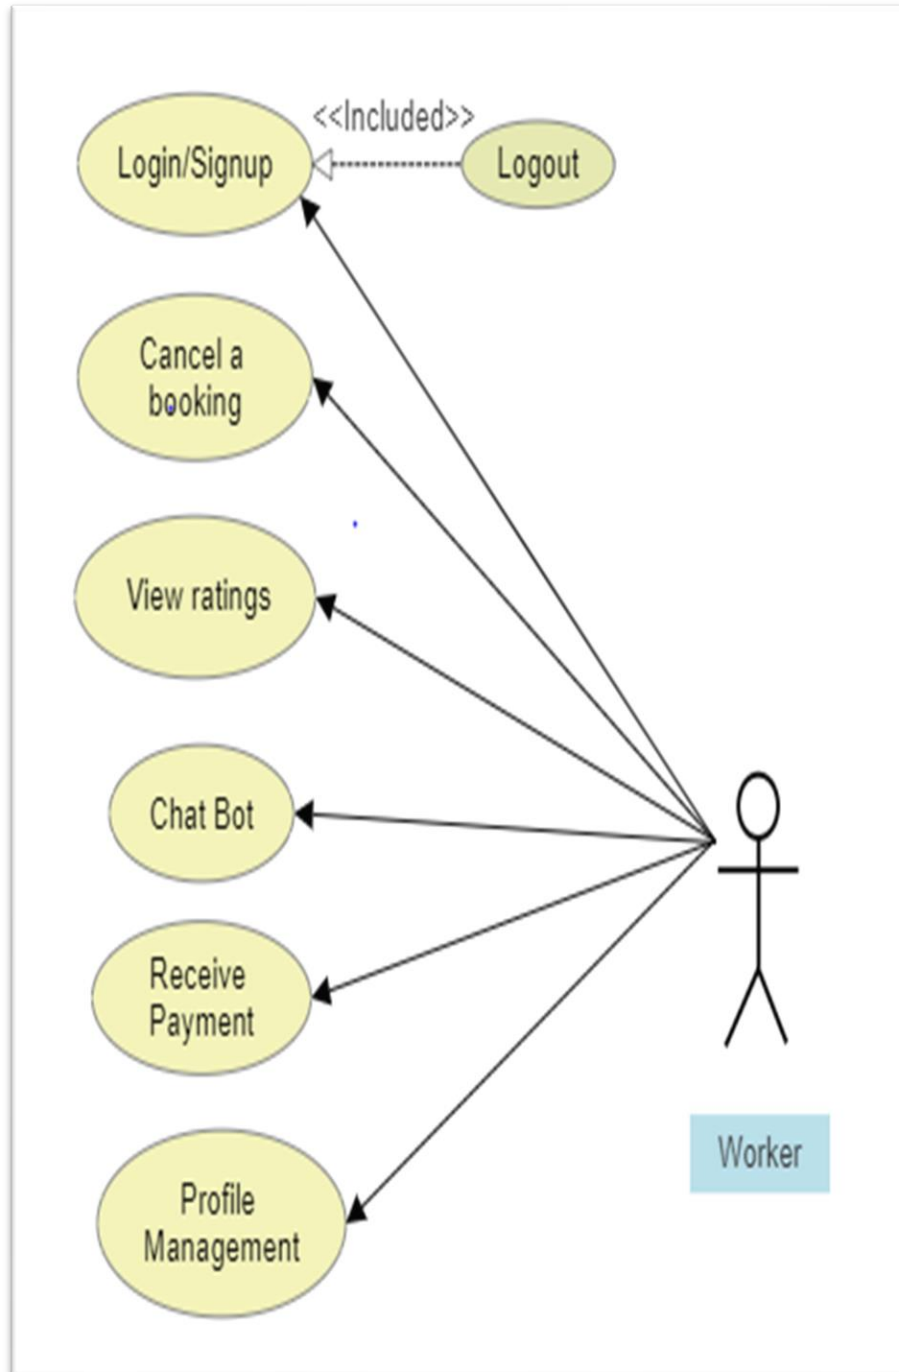 <<Included>>
Login/Signup
Logout
Cancel a
booking
View ratings
Chat Bot
Receive
Payment
Worker
Profile
Management